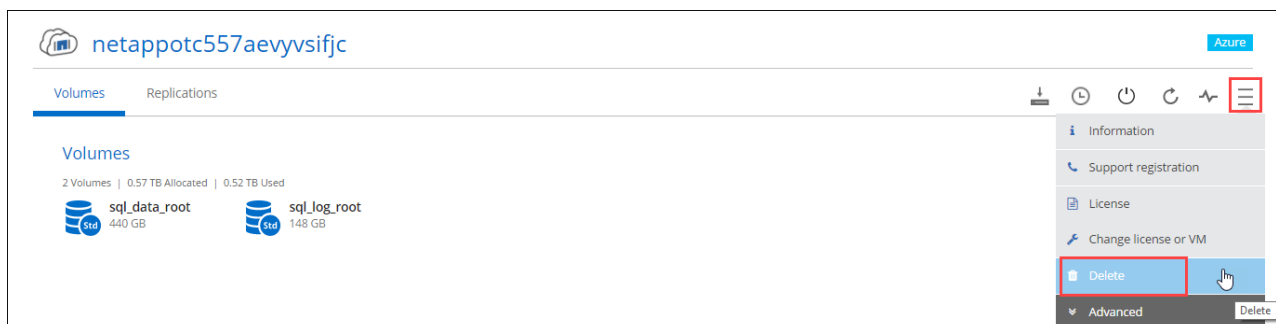 netappotc557aevyvsifjc
Azure
Volumes Replications
Information
Volumes
Support registration
2 Volumes | 0.57 TB Allocated | 0.52 TB Used
sql_data_root sql_log_root
Std 440 GB Std 148 GB
License
Change license or VM
Delete
Advanced
Delete